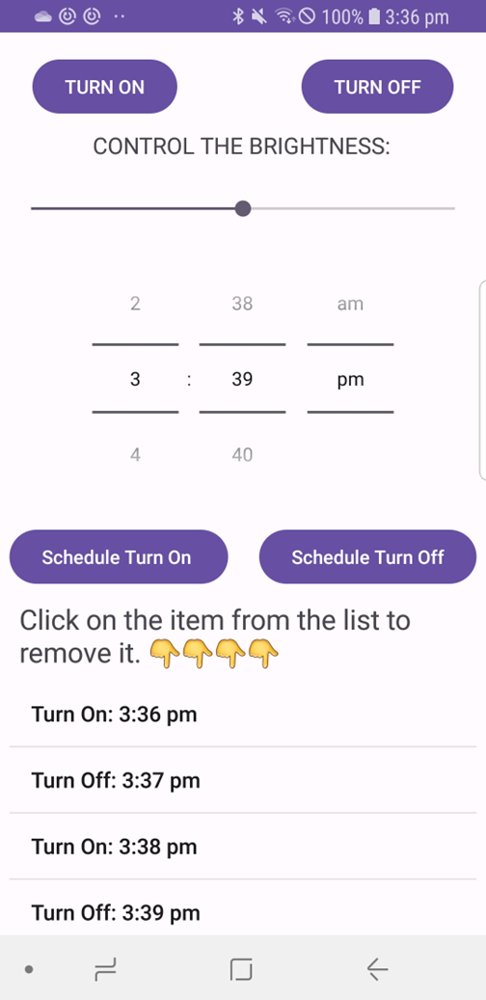 100% 3:36 pm
TURN ON TURN OFF
CONTROL THE BRIGHTNESS:
2 38 am
3 : 39 pm
4 40
Schedule Turn On Schedule Turn Off
Click on the item from the list to
remove it. 👇👇👇👇
Turn On: 3:36 pm
Turn Off: 3:37 pm
Turn On: 3:38 pm
Turn Off: 3:39 pm